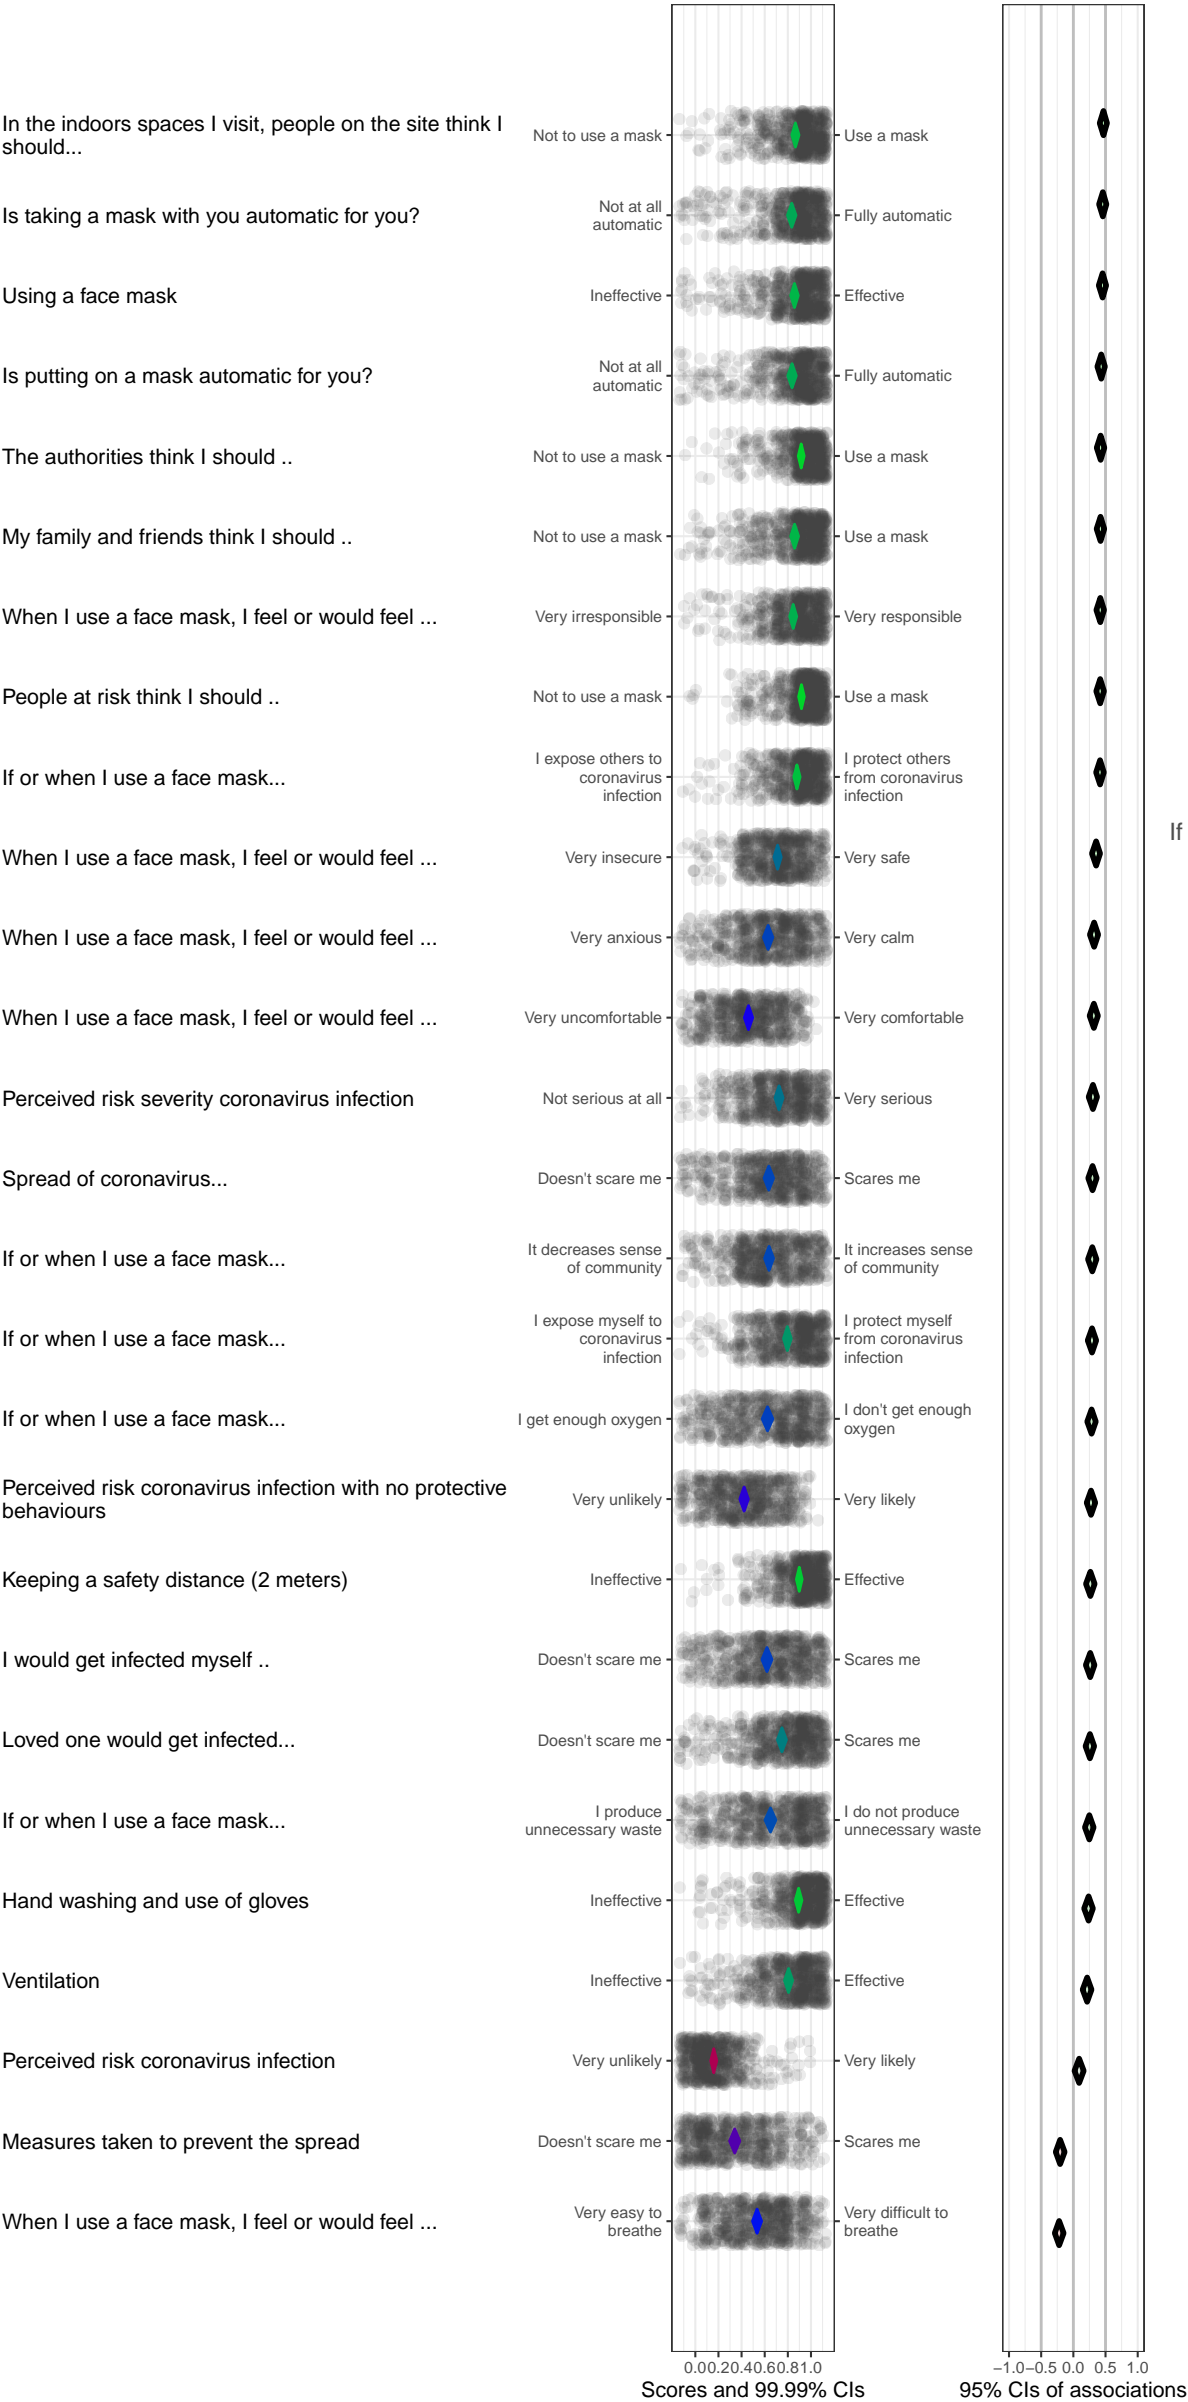 In the indoors spaces I visit, people on the site think I
should...
Not to use a mask
Use a mask
Is taking a mask with you automatic for you?
Not at all
automatic
Fully automatic
Using a face mask
Ineffective
Effective
Is putting on a mask automatic for you?
Not at all
automatic
Fully automatic
The authorities think I should ..
Not to use a mask
Use a mask
My family and friends think I should ..
Not to use a mask
Use a mask
When I use a face mask, I feel or would feel ...
Very irresponsible
Very responsible
People at risk think I should ..
Not to use a mask
Use a mask
If or when I use a face mask...
I expose others to
coronavirus
infection
I protect others
from coronavirus
infection
If
When I use a face mask, I feel or would feel ...
Very insecure
Very safe
When I use a face mask, I feel or would feel ...
Very anxious
Very calm
When I use a face mask, I feel or would feel ...
Very uncomfortable
Very comfortable
Perceived risk severity coronavirus infection
Not serious at all
Very serious
Spread of coronavirus...
Doesn't scare me
Scares me
If or when I use a face mask...
It decreases sense
of community
It increases sense
of community
If or when I use a face mask...
I expose myself to
coronavirus
infection
I protect myself
from coronavirus
infection
If or when I use a face mask...
I get enough oxygen
I don't get enough
oxygen
Perceived risk coronavirus infection with no protective
behaviours
Very unlikely
Very likely
Keeping a safety distance (2 meters)
Ineffective
Effective
I would get infected myself ..
Doesn't scare me
Scares me
Loved one would get infected...
Doesn't scare me
Scares me
If or when I use a face mask...
I produce
unnecessary waste
I do not produce
unnecessary waste
Hand washing and use of gloves
Ineffective
Effective
Ventilation
Ineffective
Effective
Perceived risk coronavirus infection
Very unlikely
Very likely
Measures taken to prevent the spread
Doesn't scare me
Scares me
When I use a face mask, I feel or would feel ...
Very easy to
breathe
Very difficult to
breathe
0.0 0.2 0.4 0.6 0.8 1.0
Scores and 99.99% CIs
−1.0 −0.5 0.0 0.5 1.0
95% CIs of associations